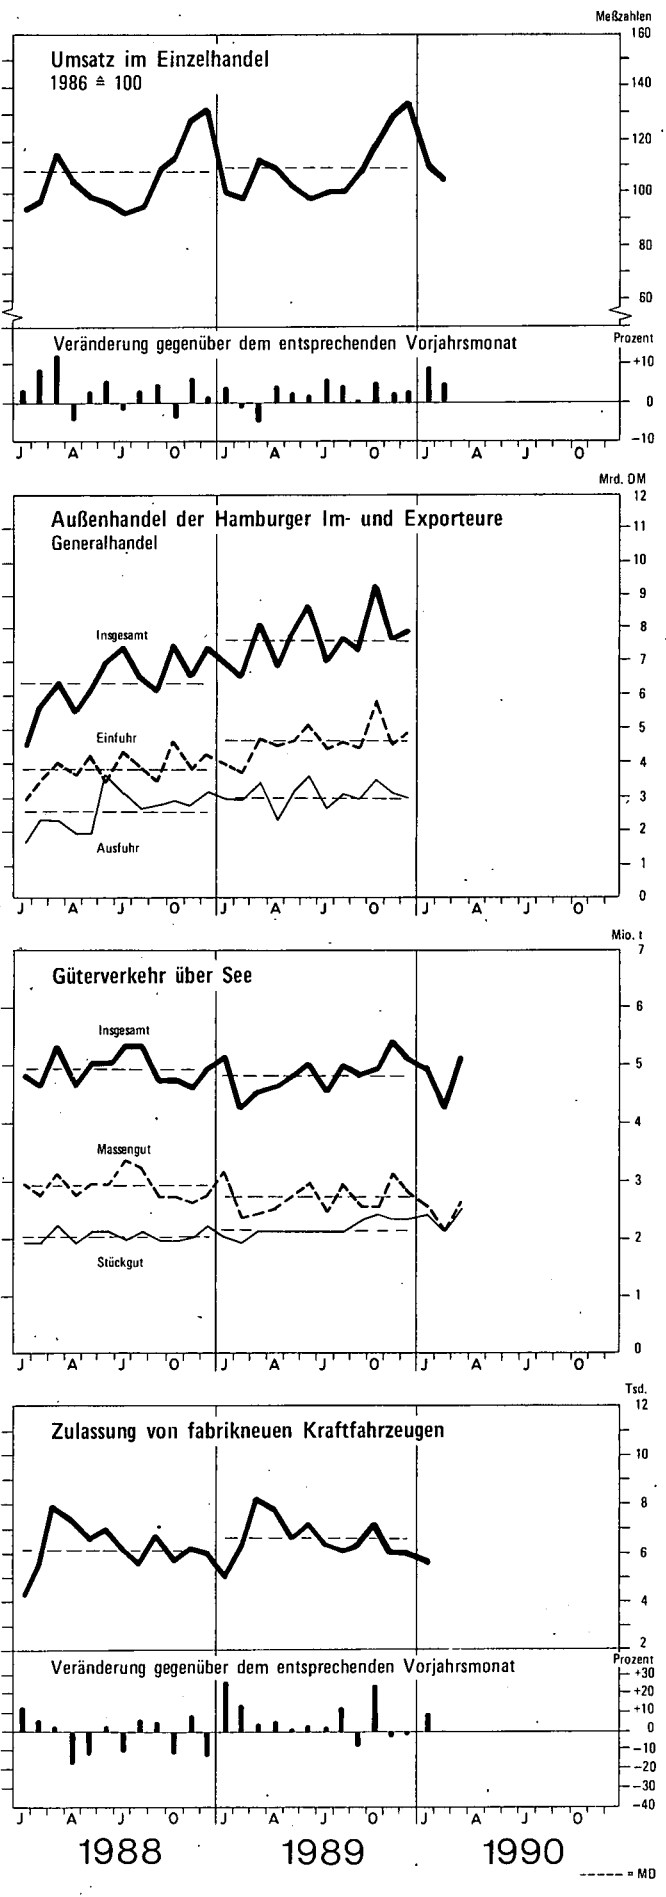 Meßzahlen
160
Umsatz im Einzelhandel
1986 ≙ 100
140
120
100
80
60
Veränderung gegenüber dem entsprechenden Vorjahrsmonat
Prozent
+10
0
−10
J A J O J A J O J A J O
Mrd. DM
12
Außenhandel der Hamburger Im- und Exporteure
Generalhandel
11
10
9
8
Insgesamt
7
6
5
Einfuhr
4
3
2
Ausfuhr
1
0
J A J O J A J O J A J O
Mio. t
7
Güterverkehr über See
6
Insgesamt
5
4
Massengut
3
2
Stückgut
1
0
J A J O J A J O J A J O
Tsd.
12
Zulassung von fabrikneuen Kraftfahrzeugen
10
8
6
4
2
Veränderung gegenüber dem entsprechenden Vorjahrsmonat
Prozent
+30
+20
+10
0
−10
−20
−30
−40
J A J O J A J O J A J O
1988 1989 1990
----- = MD